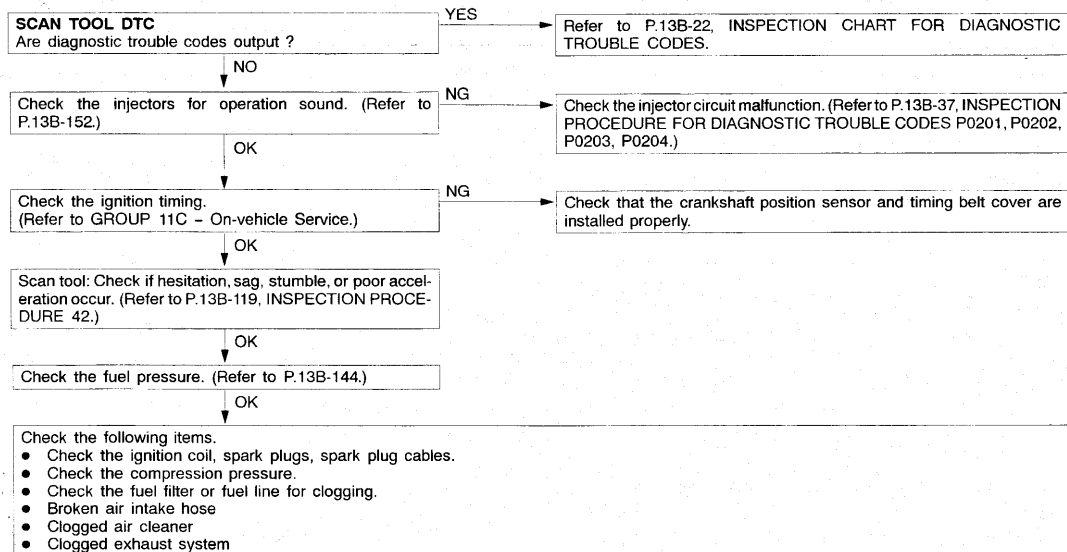 SCAN TOOL DTC
Are diagnostic trouble codes output ?
YES
Refer to P.13B-22, INSPECTION CHART FOR DIAGNOSTIC
TROUBLE CODES.
NO
Check the injectors for operation sound. (Refer to
P.13B-152.)
NG
Check the injector circuit malfunction. (Refer to P.13B-37, INSPECTION
PROCEDURE FOR DIAGNOSTIC TROUBLE CODES P0201, P0202,
P0203, P0204.)
OK
Check the ignition timing.
(Refer to GROUP 11C – On-vehicle Service.)
NG
Check that the crankshaft position sensor and timing belt cover are
installed properly.
OK
Scan tool: Check if hesitation, sag, stumble, or poor accel-
eration occur. (Refer to P.13B-119, INSPECTION PROCE-
DURE 42.)
OK
Check the fuel pressure. (Refer to P.13B-144.)
OK
Check the following items.
● Check the ignition coil, spark plugs, spark plug cables.
● Check the compression pressure.
● Check the fuel filter or fuel line for clogging.
● Broken air intake hose
● Clogged air cleaner
● Clogged exhaust system